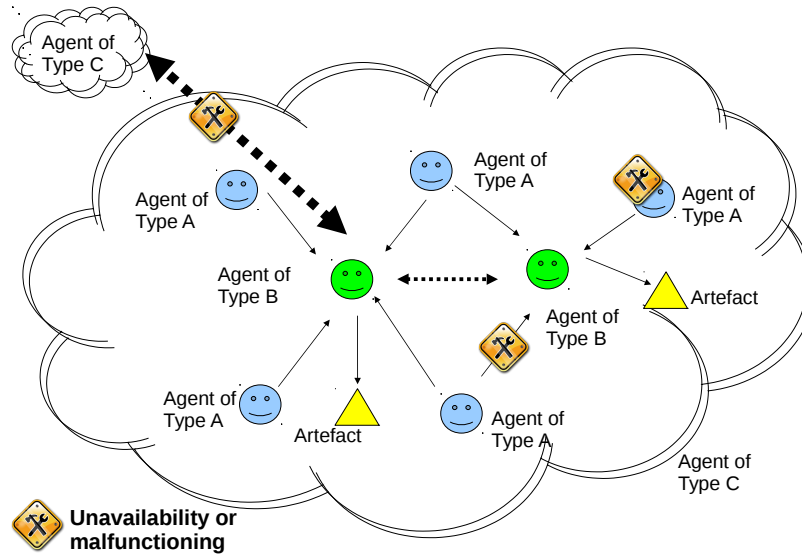 Agent of
Type C
Agent of
Type A
Agent of
Type A
Agent of
Type A
Agent of
Type B
Artefact
Agent of
Type B
Agent of
Type A
Artefact
Agent of
Type A
Agent of
Type C
Unavailability or
malfunctioning